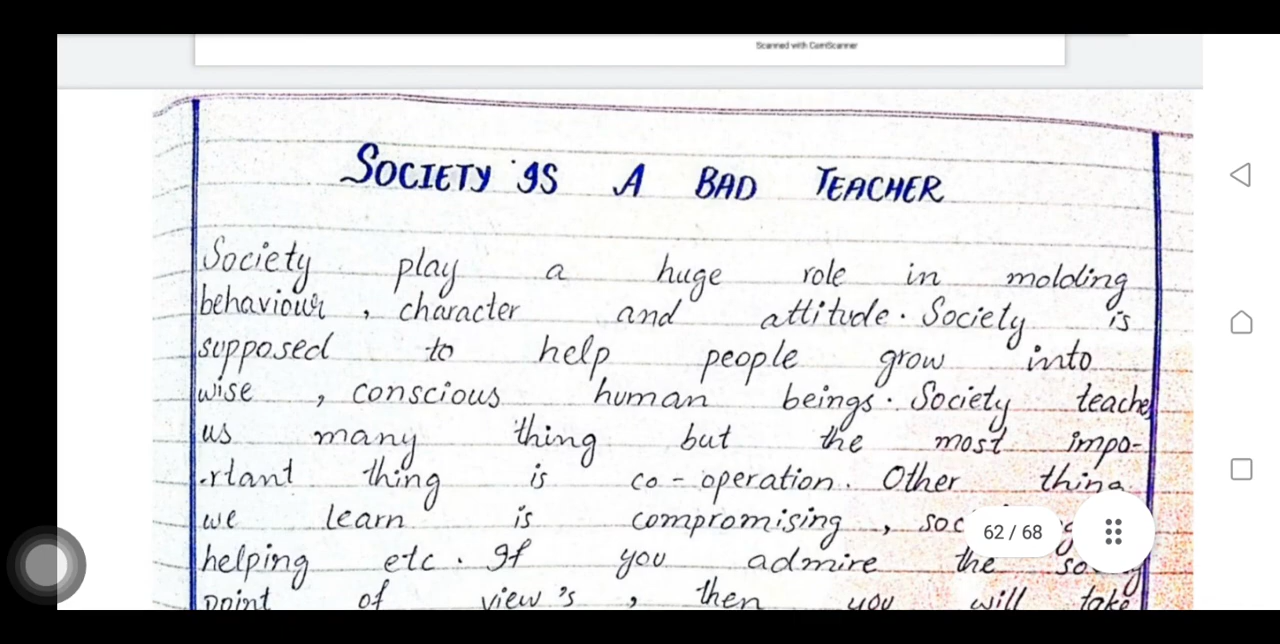 Scanned with CamScanner
SOCIETY IS A BAD TEACHER
Society play a huge role in molding
behaviour , character and attitude. Society is
supposed to help people grow into
wise , conscious human beings. Society teaches
us many thing but the most impo-
-rtant thing is co-operation. Other thing
we learn is compromising ,
62 / 68
helping etc. If you admire the
point of view's , then you will take